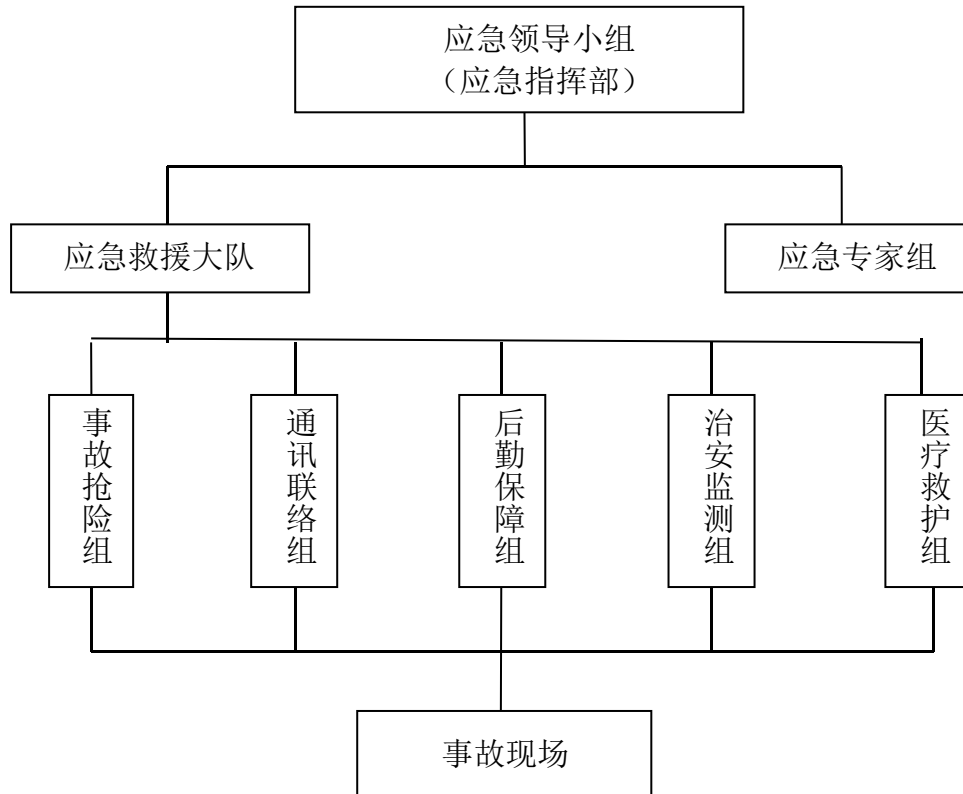 应急领导小组
（应急指挥部）
应急救援大队
应急专家组
事故抢险组
通讯联络组
后勤保障组
治安监测组
医疗救护组
事故现场